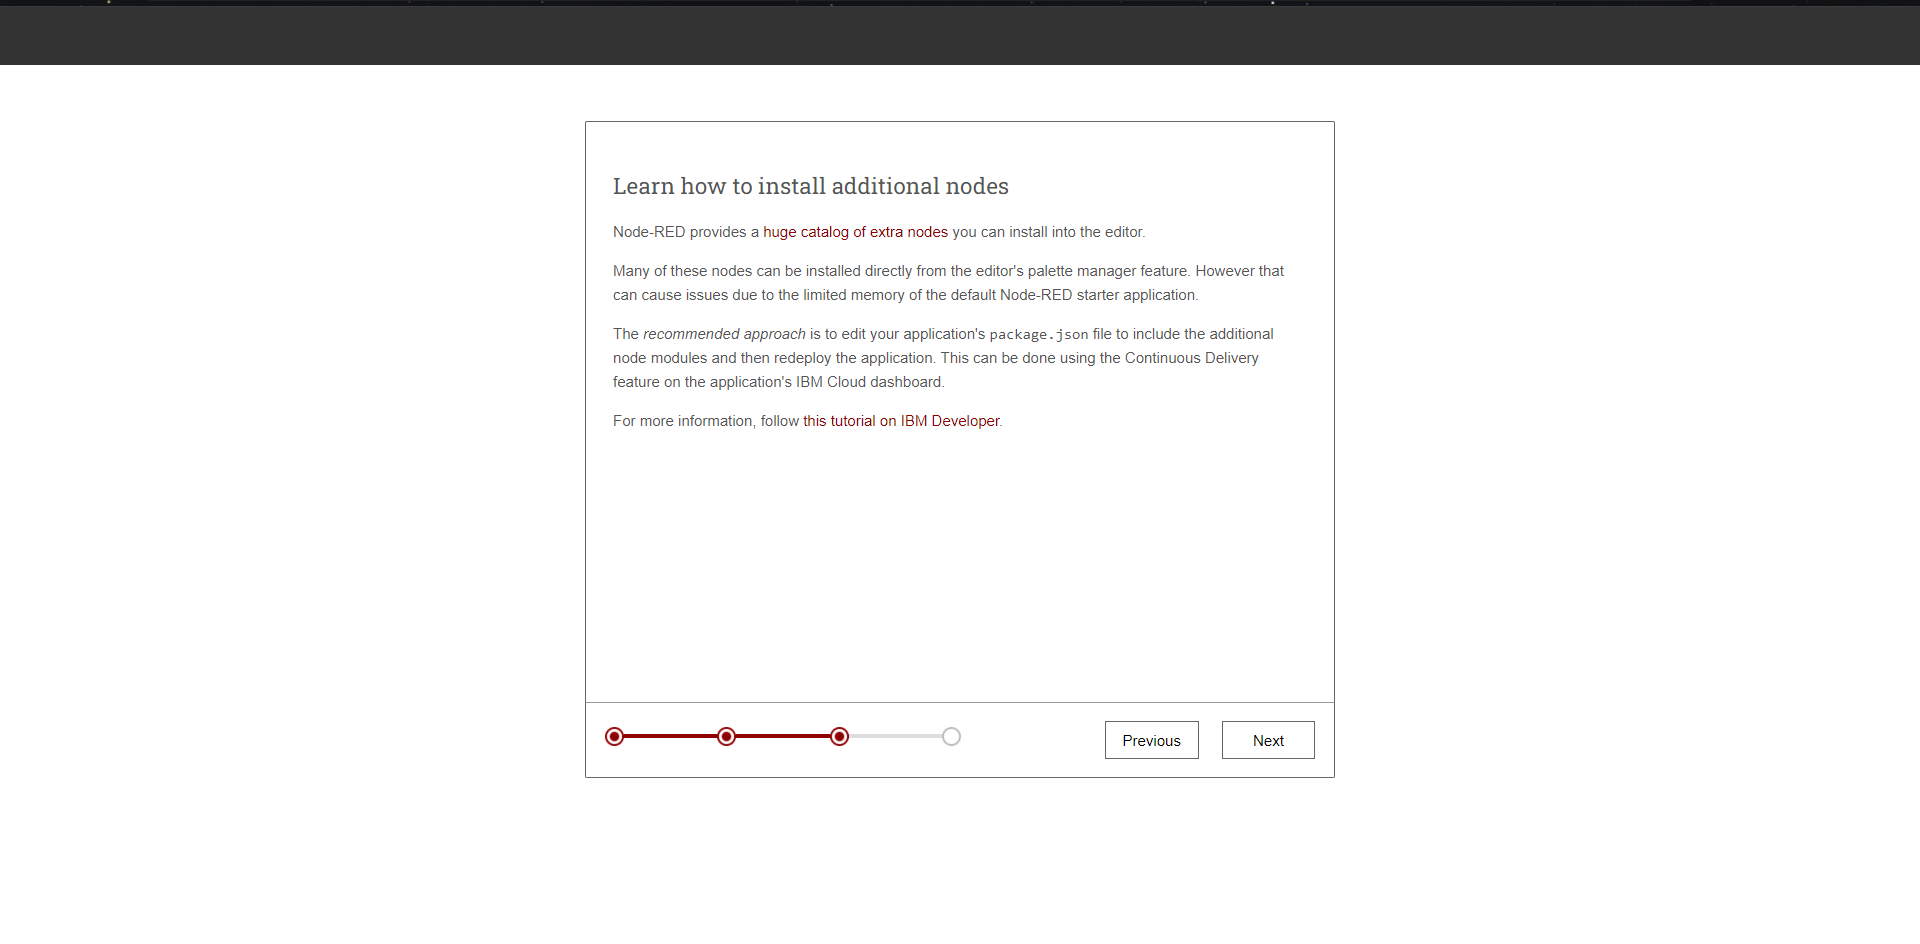 Learn how to install additional nodes
Node-RED provides a huge catalog of extra nodes you can install into the editor.
Many of these nodes can be installed directly from the editor's palette manager feature. However that
can cause issues due to the limited memory of the default Node-RED starter application.
The recommended approach is to edit your application's package.json file to include the additional
node modules and then redeploy the application. This can be done using the Continuous Delivery
feature on the application's IBM Cloud dashboard.
For more information, follow this tutorial on IBM Developer.
Previous Next